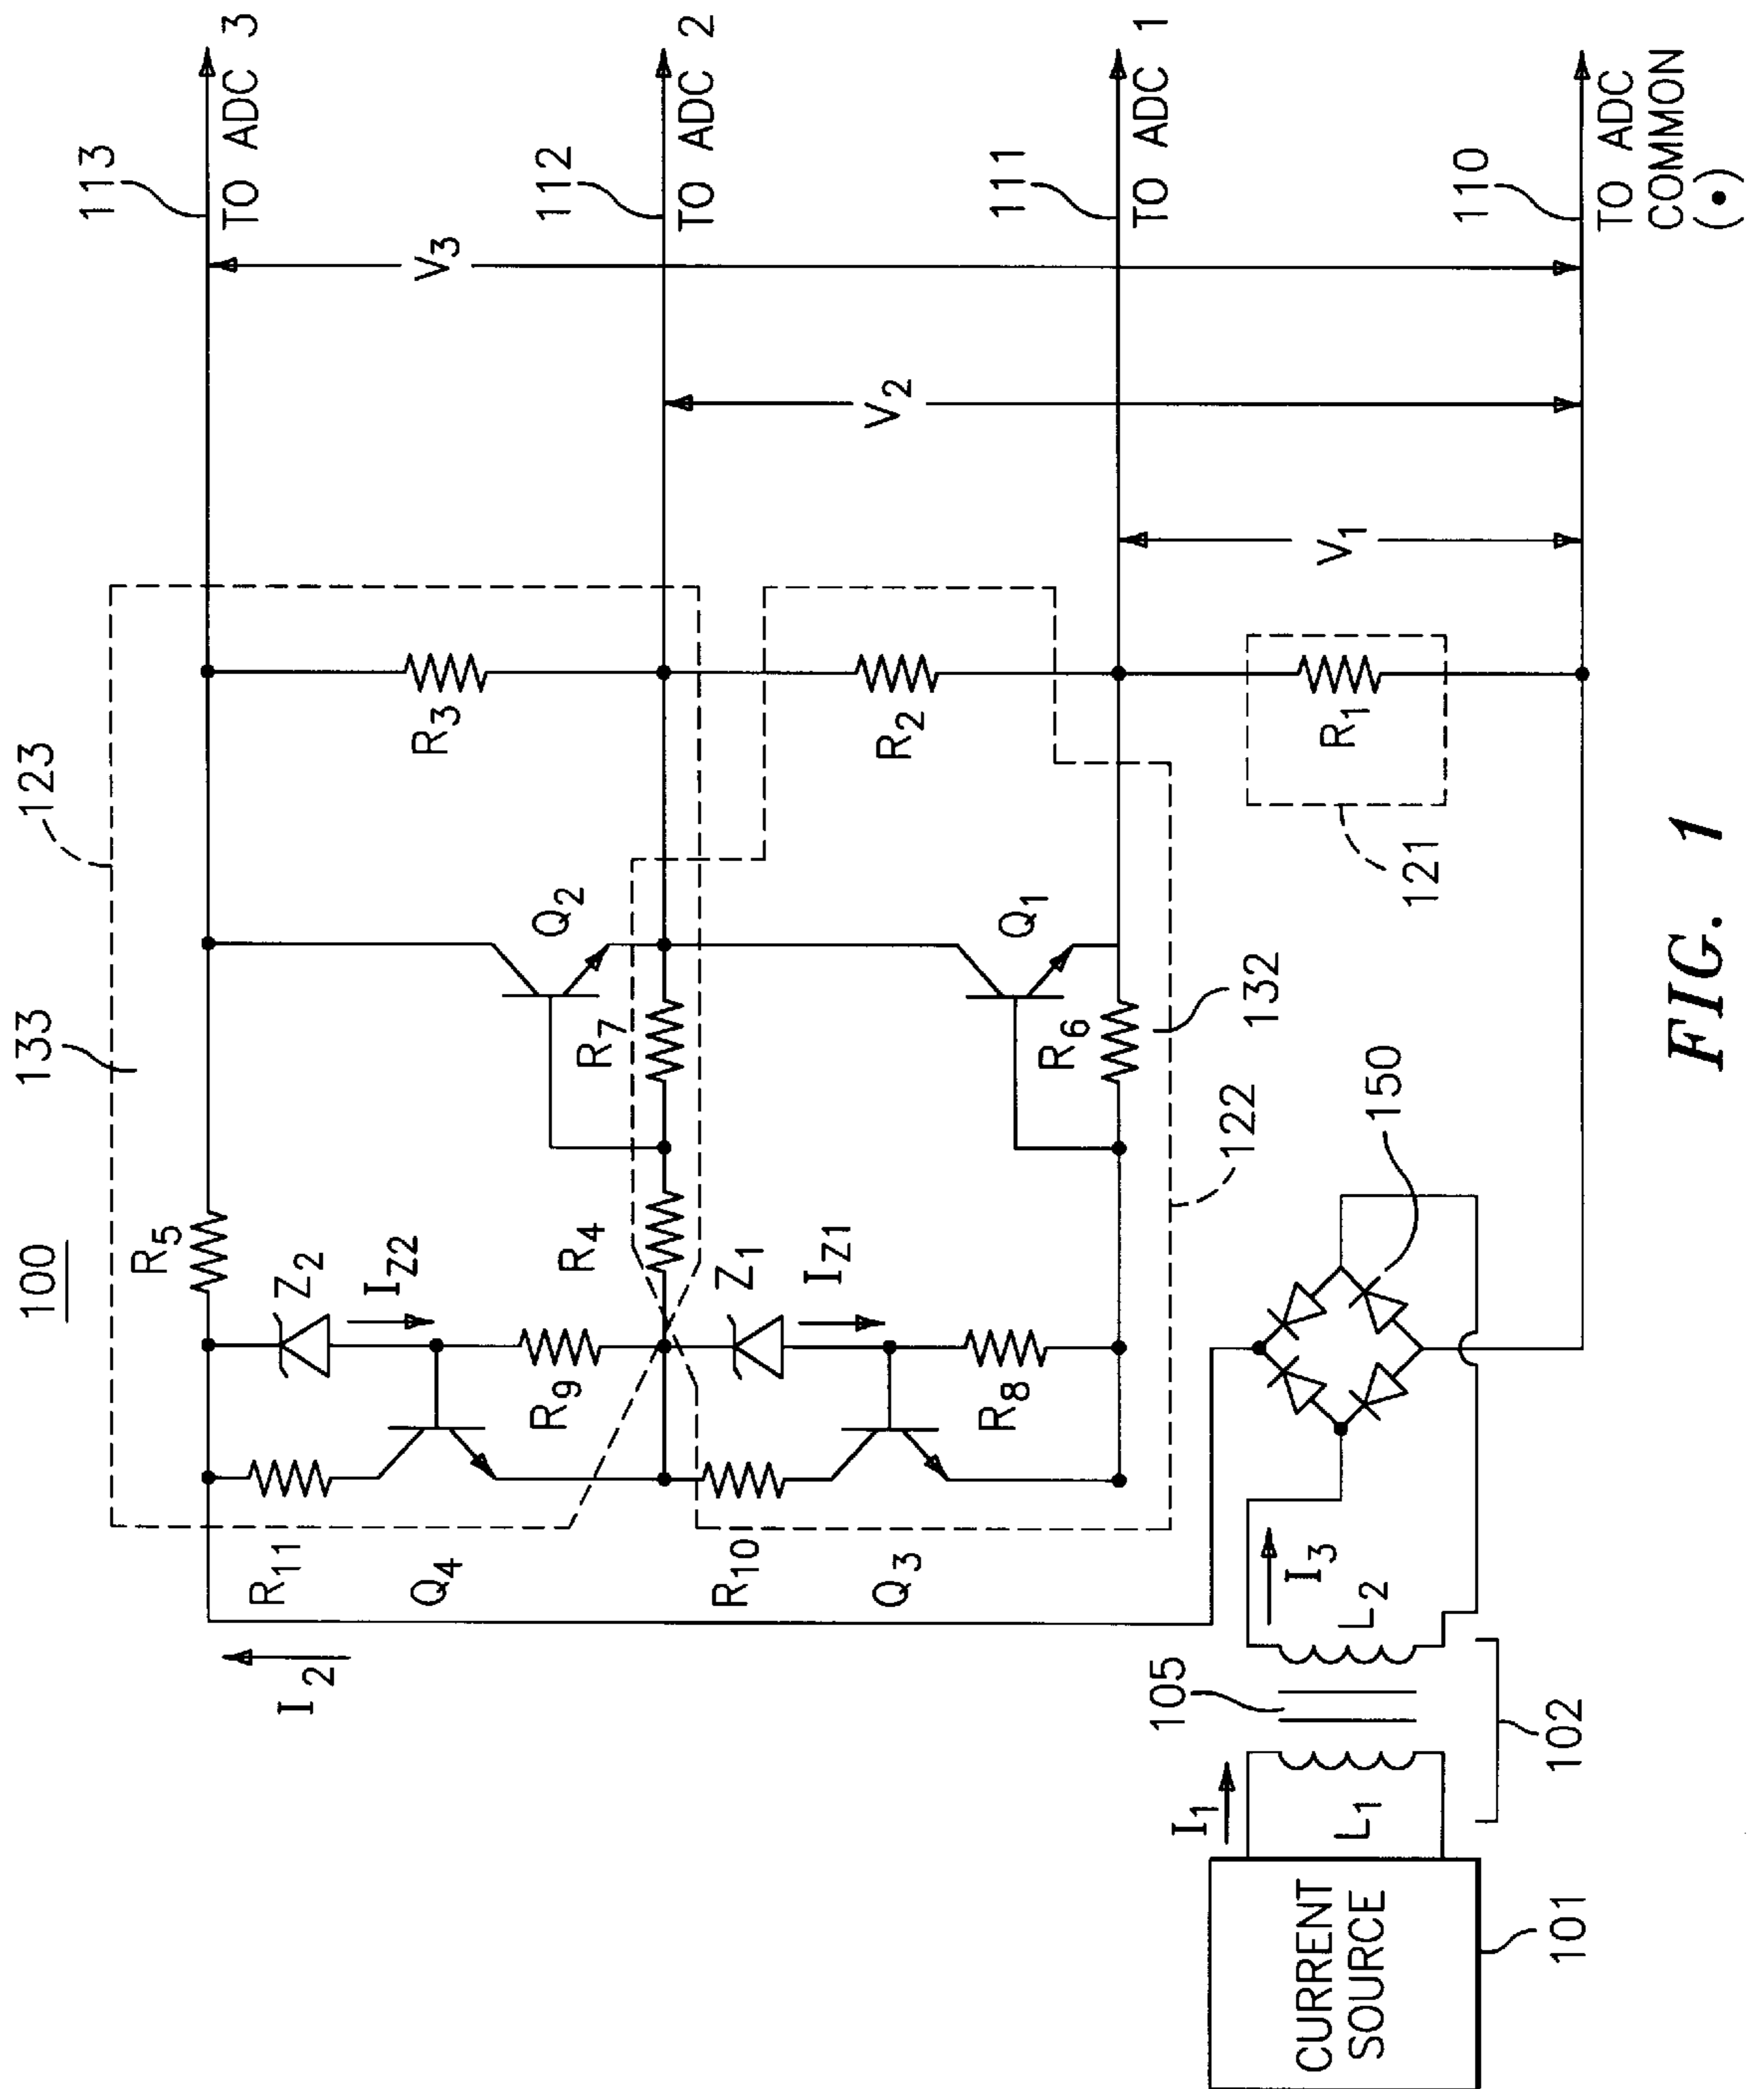 100
133
123
113
TO ADC 3
R5
Z2
IZ2
R11
Q4
R9
R4
R7
Q2
R3
V3
112
TO ADC 2
I2
R10
Q3
Z1
IZ1
R8
R6
Q1
R2
V2
111
TO ADC 1
132
122
121
R1
V1
110
TO ADC
COMMON
(•)
150
I3
L2
105
102
I1
L1
CURRENT
SOURCE
101
FIG. 1